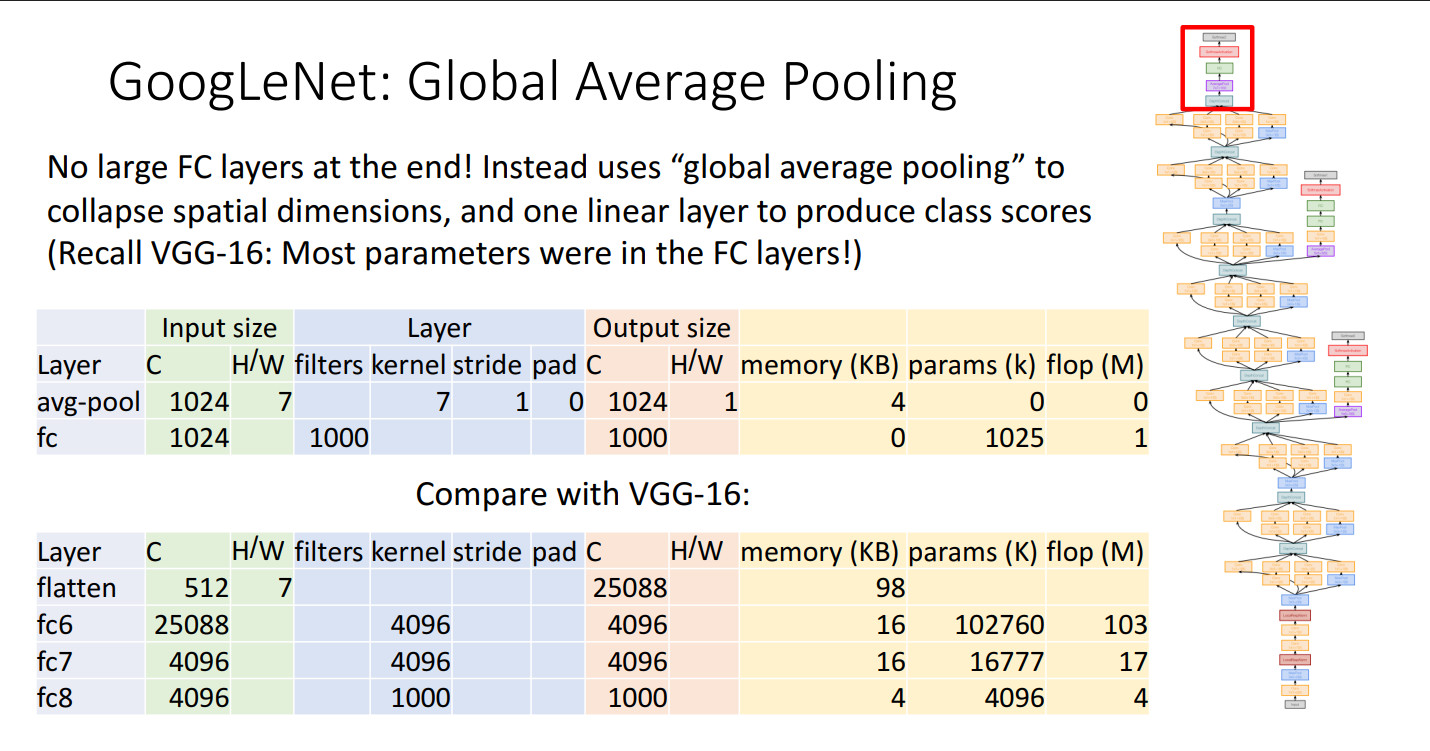 GoogLeNet: Global Average Pooling
No large FC layers at the end! Instead uses “global average pooling” to
collapse spatial dimensions, and one linear layer to produce class scores
(Recall VGG-16: Most parameters were in the FC layers!)
Input size Layer Output size
Layer C H/W filters kernel stride pad C H/W memory (KB) params (k) flop (M)
avg-pool 1024 7 7 1 0 1024 1 4 0 0
fc 1024 1000 1000 0 1025 1
Compare with VGG-16:
Layer C H/W filters kernel stride pad C H/W memory (KB) params (K) flop (M)
flatten 512 7 25088 98
fc6 25088 4096 4096 16 102760 103
fc7 4096 4096 4096 16 16777 17
fc8 4096 1000 1000 4 4096 4